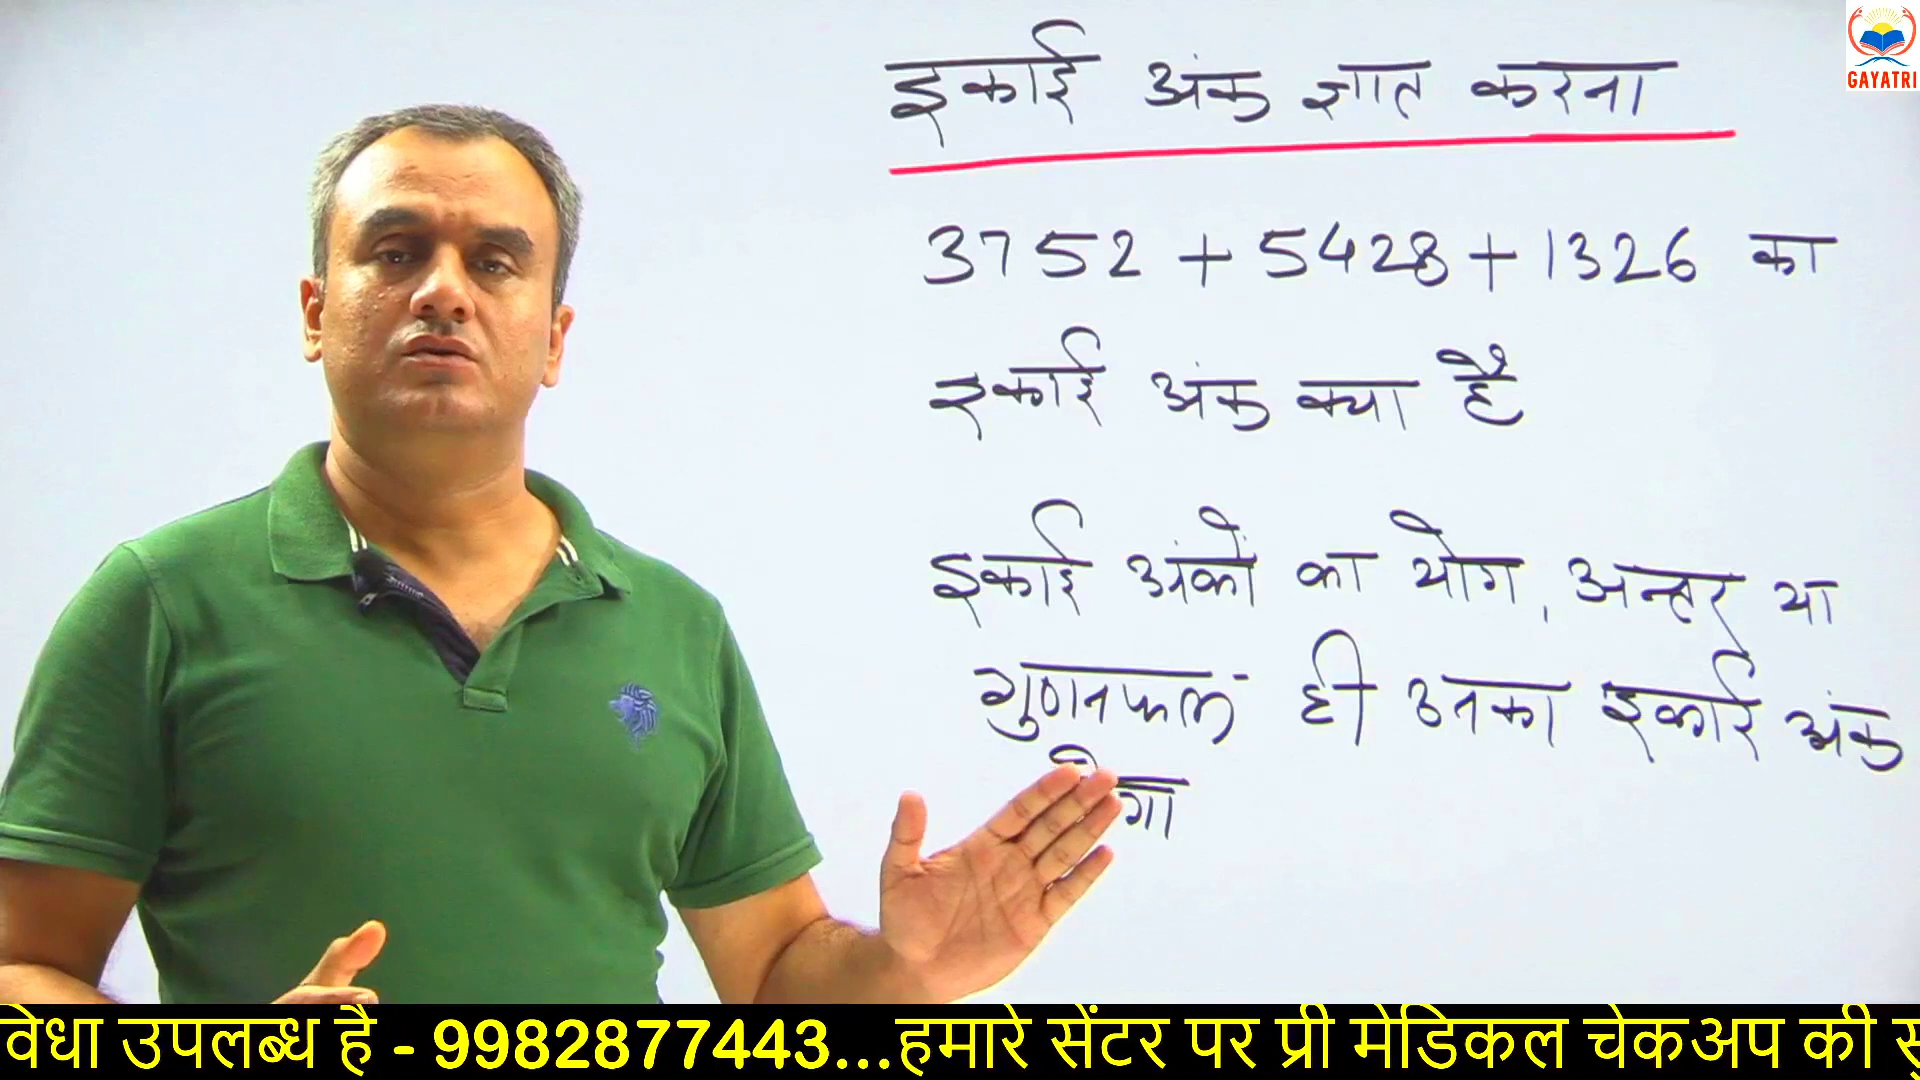 इकाई अंक ज्ञात करना
GAYATRI
3752 + 5428 + 1326 का
इकाई अंक क्या है
इकाई अंकों का योग, अन्तर या
गुणनफल ही उनका इकाई अंक
विधा उपलब्ध है - 9982877443...हमारे सेंटर पर प्री मेडिकल चेकअप की सु